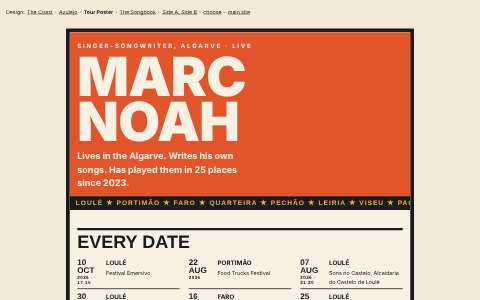 Design: The Coast · Azulejo · Tour Poster · The Songbook · Side A, Side B · choose · main site
SINGER-SONGWRITER, ALGARVE · LIVE
MARC
NOAH
Lives in the Algarve. Writes his own
songs. Has played them in 25 places
since 2023.
LOULÉ ★ PORTIMÃO ★ FARO ★ QUARTEIRA ★ PECHÃO ★ LEIRIA ★ VISEU ★
EVERY DATE
10 OCT 2026 · 17:15 LOULÉ Festival Emersivo
22 AUG 2026 PORTIMÃO Food Trucks Festival
07 AUG 2026 · 21:30 LOULÉ Sons no Castelo, Alcaidaria do Castelo de Loulé
30 LOULÉ
16 FARO
25 LOULÉ